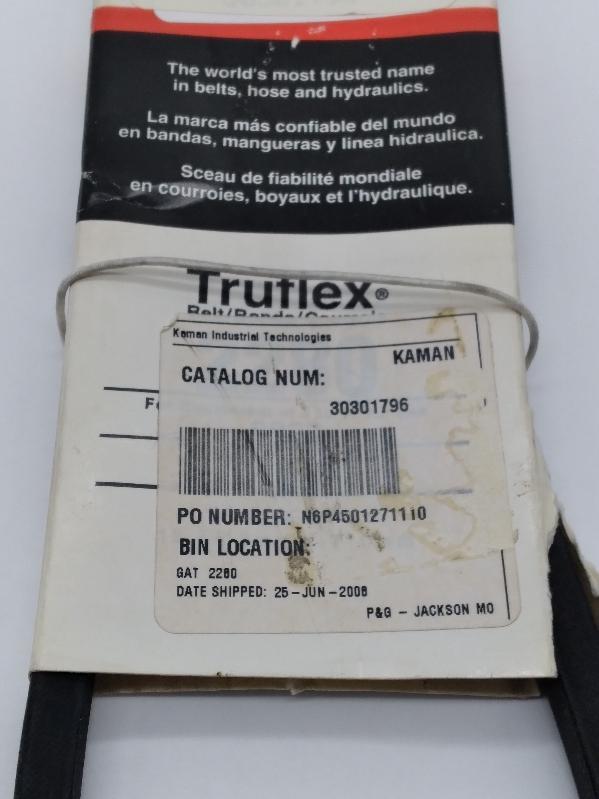 The world's most trusted name
in belts, hose and hydraulics.
La marca más confiable del mundo
en bandas, mangueras y linea hidraulica.
Sceau de fiabilité mondiale
en courroies, boyaux et l'hydraulique.
Truflex®
Kaman Industrial Technologies
KAMAN
CATALOG NUM:
30301796
PO NUMBER: N6P4501271110
BIN LOCATION:
GAT 2280
DATE SHIPPED: 25-JUN-2008
P&G - JACKSON MO